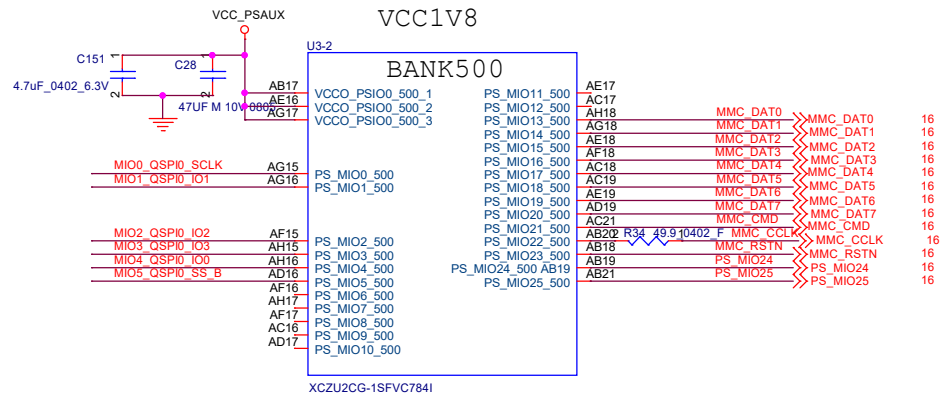 VCC_PSAUX
VCC1V8
U3-2
C151
1
2
4.7uF_0402_6.3V
C28
1
2
47UF M 10V 0805
BANK500
AB17 VCCO_PSIO0_500_1
AE16 VCCO_PSIO0_500_2
AG17 VCCO_PSIO0_500_3
MIO0_QSPI0_SCLK AG15 PS_MIO0_500
MIO1_QSPI0_IO1 AG16 PS_MIO1_500
MIO2_QSPI0_IO2 AF15 PS_MIO2_500
MIO3_QSPI0_IO3 AH15 PS_MIO3_500
MIO4_QSPI0_IO0 AH16 PS_MIO4_500
MIO5_QSPI0_SS_B AD16 PS_MIO5_500
AF16 PS_MIO6_500
AH17 PS_MIO7_500
AF17 PS_MIO8_500
AC16 PS_MIO9_500
AD17 PS_MIO10_500
PS_MIO11_500 AE17
PS_MIO12_500 AC17
PS_MIO13_500 AH18 MMC_DAT0 MMC_DAT0 16
PS_MIO14_500 AG18 MMC_DAT1 MMC_DAT1 16
PS_MIO15_500 AE18 MMC_DAT2 MMC_DAT2 16
PS_MIO16_500 AF18 MMC_DAT3 MMC_DAT3 16
PS_MIO17_500 AC18 MMC_DAT4 MMC_DAT4 16
PS_MIO18_500 AC19 MMC_DAT5 MMC_DAT5 16
PS_MIO19_500 AE19 MMC_DAT6 MMC_DAT6 16
PS_MIO20_500 AD19 MMC_DAT7 MMC_DAT7 16
PS_MIO21_500 AC21 MMC_CMD MMC_CMD 16
PS_MIO22_500 AB20 2 R34 49.9 0402_F 1 MMC_CCLK MMC_CCLK 16
PS_MIO23_500 AB18 MMC_RSTN MMC_RSTN 16
PS_MIO24_500 AB19 AB19 PS_MIO24 PS_MIO24 16
PS_MIO25_500 AB21 PS_MIO25 PS_MIO25 16
XCZU2CG-1SFVC784I